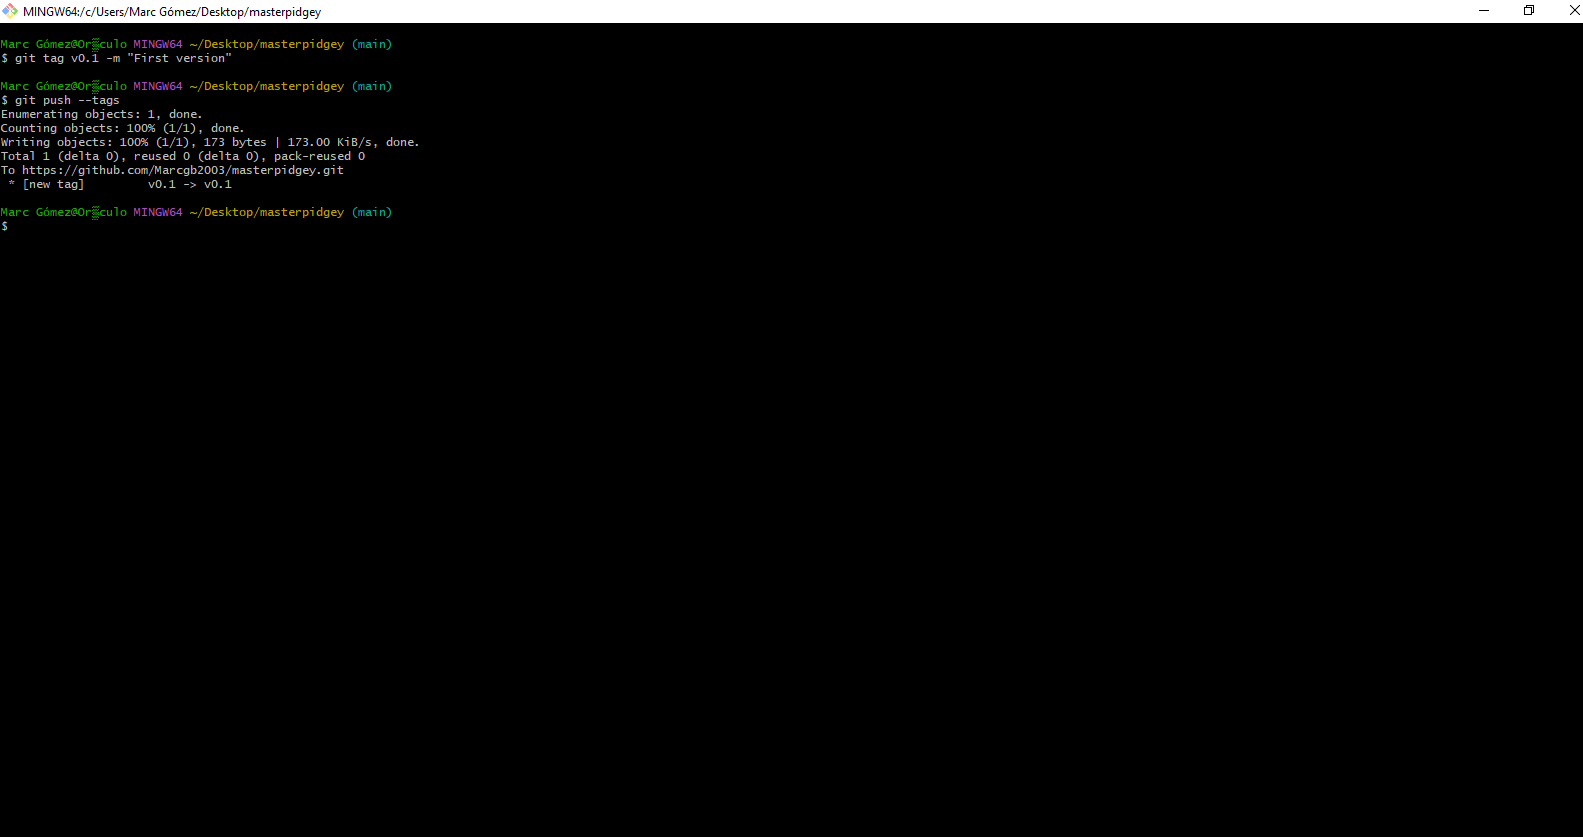 MINGW64:/c/Users/Marc Gómez/Desktop/masterpidgey
Marc Gómez@Or▒culo MINGW64 ~/Desktop/masterpidgey (main)
$ git tag v0.1 -m "First version"
Marc Gómez@Or▒culo MINGW64 ~/Desktop/masterpidgey (main)
$ git push --tags
Enumerating objects: 1, done.
Counting objects: 100% (1/1), done.
Writing objects: 100% (1/1), 173 bytes | 173.00 KiB/s, done.
Total 1 (delta 0), reused 0 (delta 0), pack-reused 0
To https://github.com/Marcgb2003/masterpidgey.git
 * [new tag]         v0.1 -> v0.1
Marc Gómez@Or▒culo MINGW64 ~/Desktop/masterpidgey (main)
$